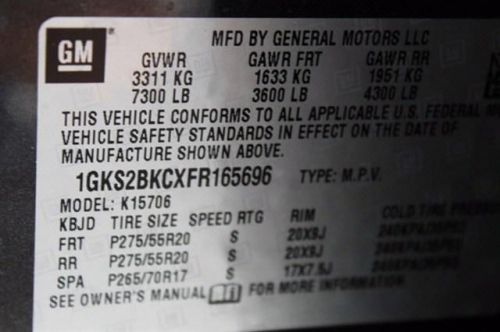 GM
MFD BY GENERAL MOTORS LLC
GVWR GAWR FRT GAWR RR
3311 KG 1633 KG 1951 KG
7300 LB 3600 LB 4300 LB
THIS VEHICLE CONFORMS TO ALL APPLICABLE U.S. FEDERAL
VEHICLE SAFETY STANDARDS IN EFFECT ON THE DATE OF
MANUFACTURE SHOWN ABOVE.
1GKS2BKCXFR165696 TYPE: M.P.V.
MODEL: K15706
KBJD TIRE SIZE SPEED RTG RIM COLD TIRE
FRT P275/55R20 S 20X9J
RR P275/55R20 S 20X9J
SPA P265/70R17 S 17X7.5J
SEE OWNER'S MANUAL FOR MORE INFORMATION